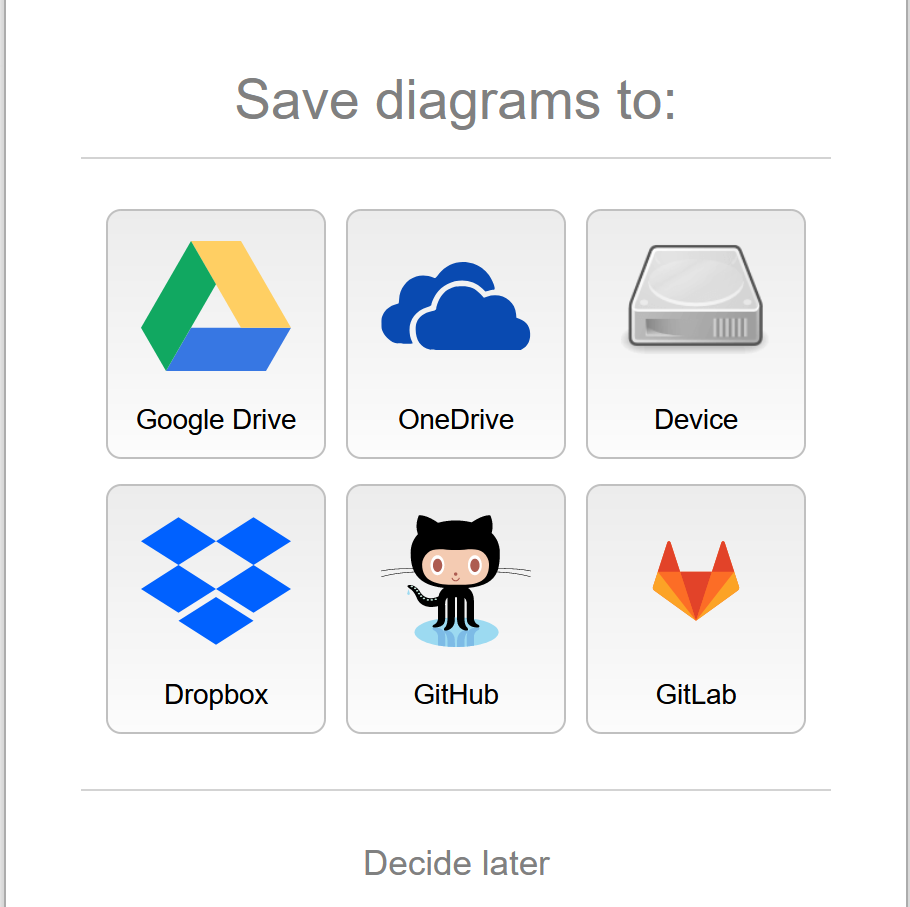 Save diagrams to:
Google Drive
OneDrive
Device
Dropbox
GitHub
GitLab
Decide later